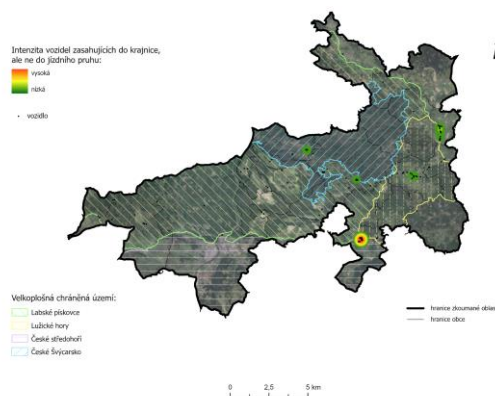 Intenzita vozidel zasahujících do krajnice,
ale ne do jízdního pruhu:
vysoká
nízká
vozidlo
Velkoplošná chráněná území:
Labské pískovce
Lužické hory
České středohoří
České Švýcarsko
hranice zkoumané oblas
hranice obce
0 2,5 5 km